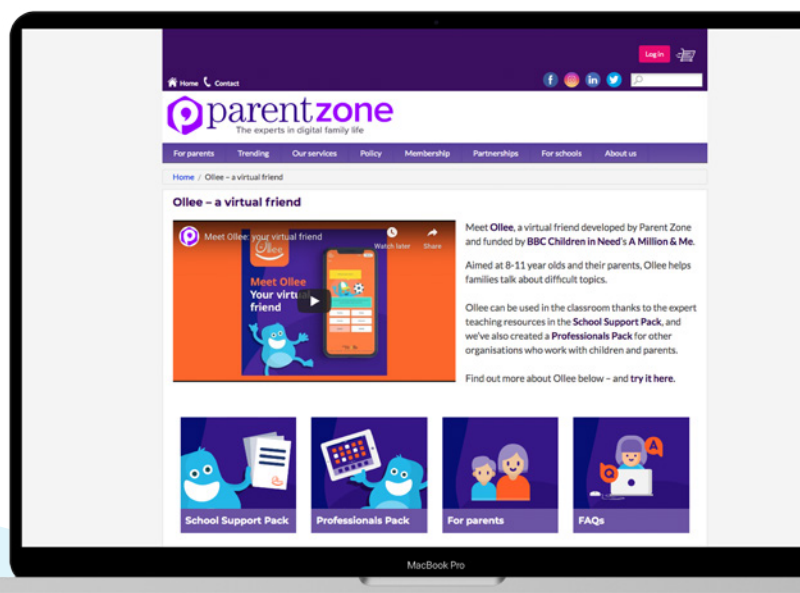 Log in
Home Contact
parentzone
The experts in digital family life
For parents Trending Our services Policy Membership Partnerships For schools About us
Home / Ollee – a virtual friend
Ollee – a virtual friend
Meet Ollee: your virtual friend
Watch later Share
Ollee
Meet Ollee
Your virtual
friend
Meet Ollee, a virtual friend developed by Parent Zone
and funded by BBC Children in Need's A Million & Me.
Aimed at 8-11 year olds and their parents, Ollee helps
families talk about difficult topics.
Ollee can be used in the classroom thanks to the expert
teaching resources in the School Support Pack, and
we've also created a Professionals Pack for other
organisations who work with children and parents.
Find out more about Ollee below – and try it here.
School Support Pack
Professionals Pack
For parents
Q A
FAQs
MacBook Pro